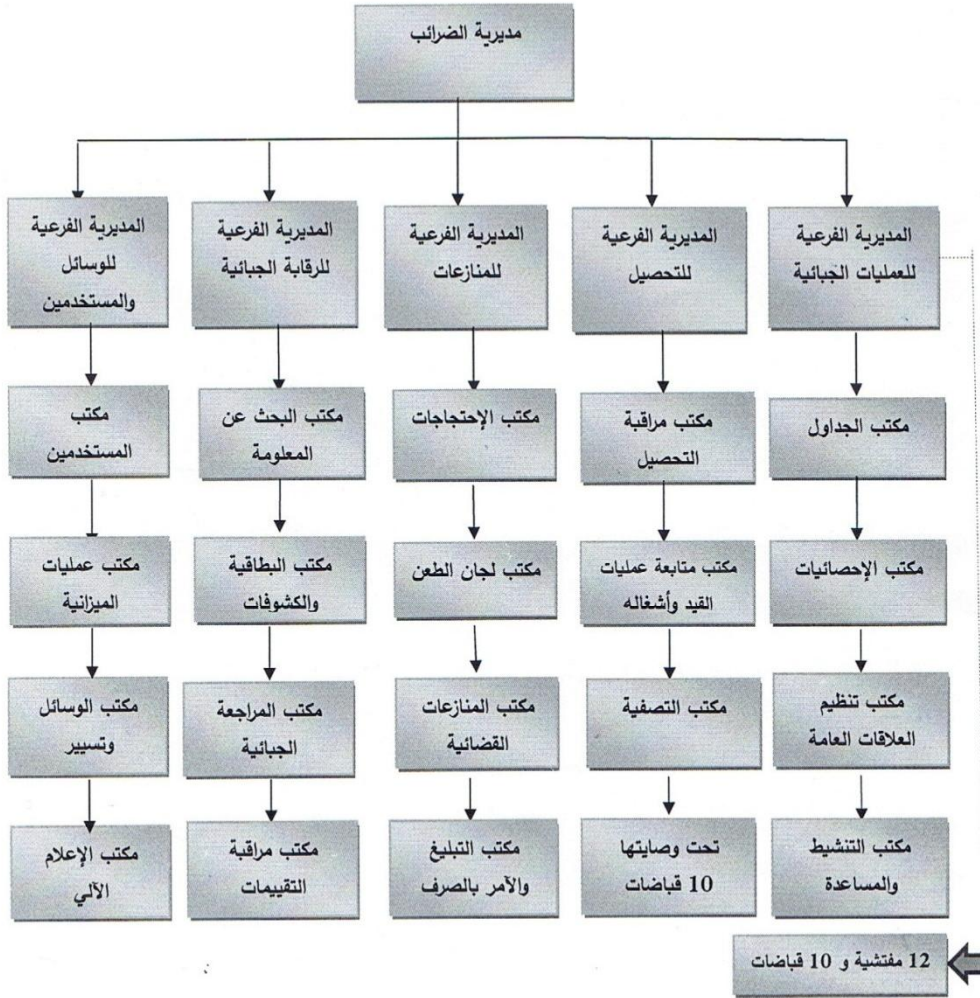 مديرية الضرائب
المديرية الفرعية
للعمليات الجبائية
المديرية الفرعية
للتحصيل
المديرية الفرعية
للمنازعات
المديرية الفرعية
للرقابة الجبائية
المديرية الفرعية
للوسائل
والمستخدمين
مكتب الجداول
مكتب مراقبة
التحصيل
مكتب الإحتجاجات
مكتب البحث عن
المعلومة
مكتب
المستخدمين
مكتب الإحصائيات
مكتب متابعة عمليات
القيد وأشغاله
مكتب لجان الطعن
مكتب البطاقية
والكشوفات
مكتب عمليات
الميزانية
مكتب تنظيم
العلاقات العامة
مكتب التصفية
مكتب المنازعات
القضائية
مكتب المراجعة
الجبائية
مكتب الوسائل
وتسيير
مكتب التنشيط
والمساعدة
تحت وصايتها
10 قباضات
مكتب التبليغ
والآمر بالصرف
مكتب مراقبة
التقييمات
مكتب الإعلام
الآلي
12 مفتشية و 10 قباضات